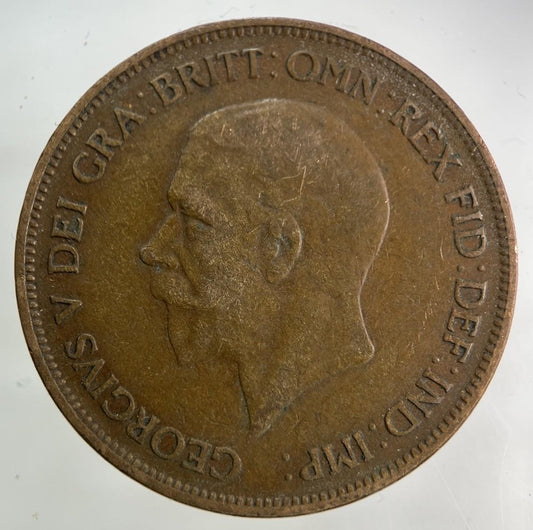 GEORGIVS V DEI GRA:BRITT:OMN:REX FID:DEF:IND:IMP: